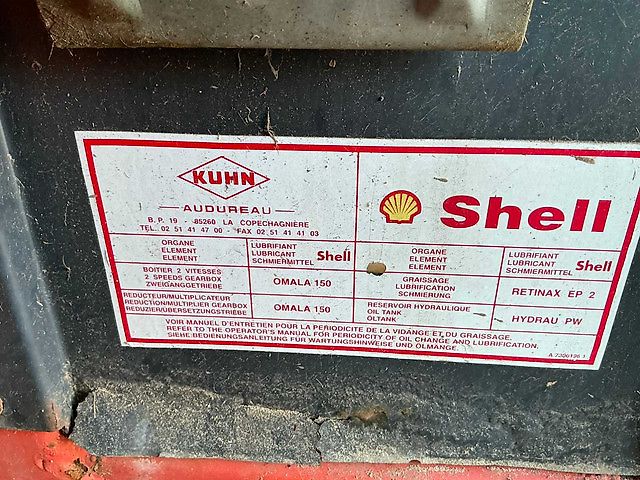 KUHN
AUDUREAU
B.P. 19 - 85260 LA COPECHAGNIÈRE
TEL. 02 51 41 47 00 - FAX 02 51 41 41 03
Shell
ORGANE
ELEMENT
ELEMENT
LUBRIFIANT
LUBRICANT
SCHMIERMITTEL
Shell
ORGANE
ELEMENT
ELEMENT
LUBRIFIANT
LUBRICANT
SCHMIERMITTEL
Shell
BOITIER 2 VITESSES
2 SPEEDS GEARBOX
ZWEIGANGGETRIEBE
OMALA 150
GRAISSAGE
LUBRIFICATION
SCHMIERUNG
RETINAX EP 2
REDUCTEUR/MULTIPLICATEUR
REDUCTION/MULTIPLIER GEARBOX
REDUZIER/ÜBERSETZUNGSTRIEBE
OMALA 150
RESERVOIR HYDRAULIQUE
OIL TANK
ÖLTANK
HYDRAU PW
VOIR MANUEL D'ENTRETIEN POUR LA PERIODICITE DE LA VIDANGE ET DU GRAISSAGE.
REFER TO THE OPERATOR'S MANUAL FOR PERIODICITY OF OIL CHANGE AND LUBRIFICATION.
SIEHE BEDIENUNGSANLEITUNG FÜR WARTUNGSHINWEISE UND ÖLMANGE.